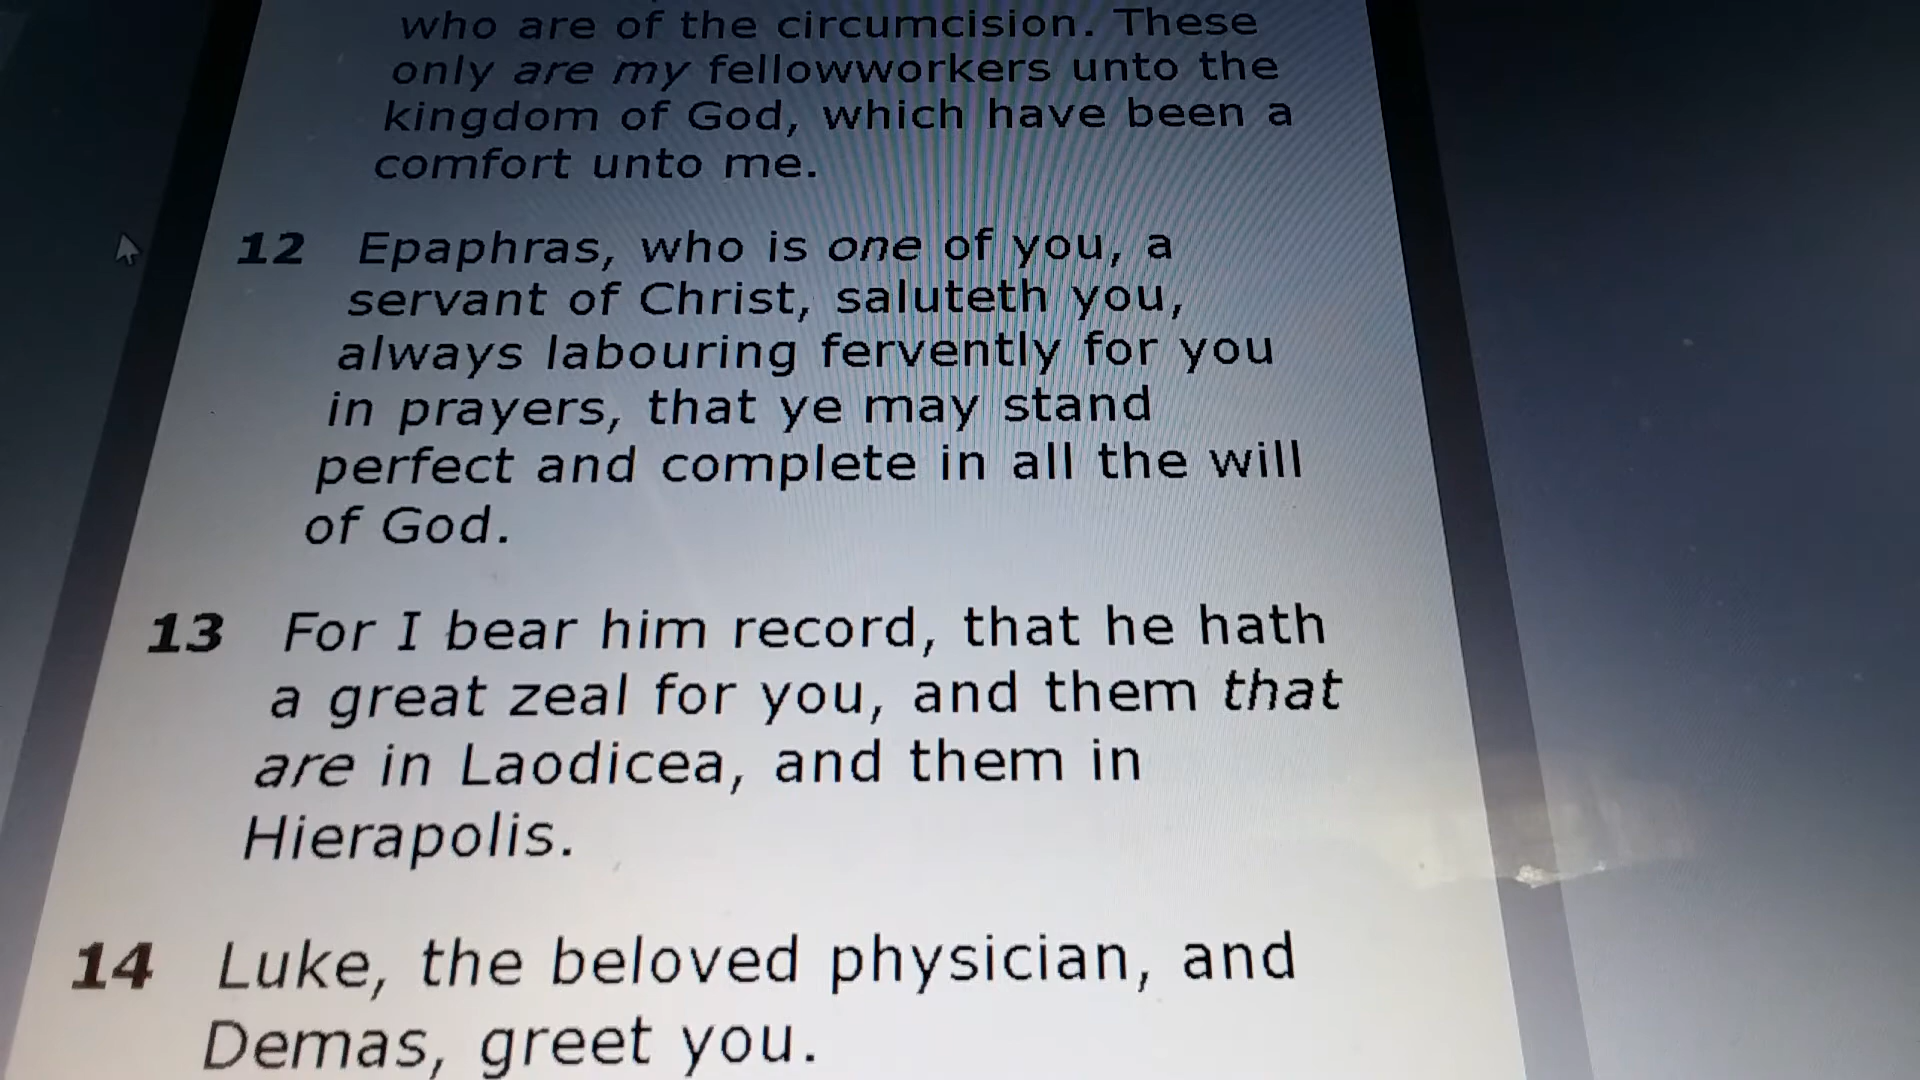 who are of the circumcision. These
only are my fellowworkers unto the
kingdom of God, which have been a
comfort unto me.
12 Epaphras, who is one of you, a
servant of Christ, saluteth you,
always labouring fervently for you
in prayers, that ye may stand
perfect and complete in all the will
of God.
13 For I bear him record, that he hath
a great zeal for you, and them that
are in Laodicea, and them in
Hierapolis.
14 Luke, the beloved physician, and
Demas, greet you.